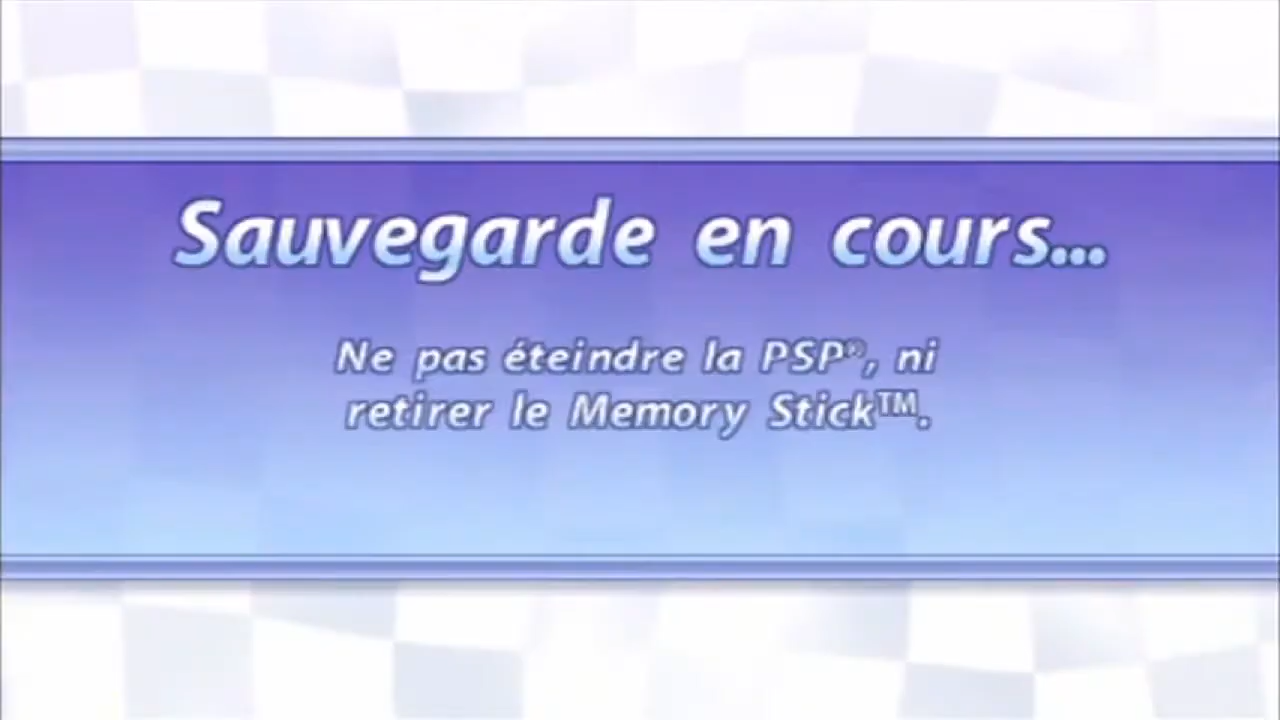 Sauvegarde en cours...
Ne pas éteindre la PSP®, ni
retirer le Memory Stick™.